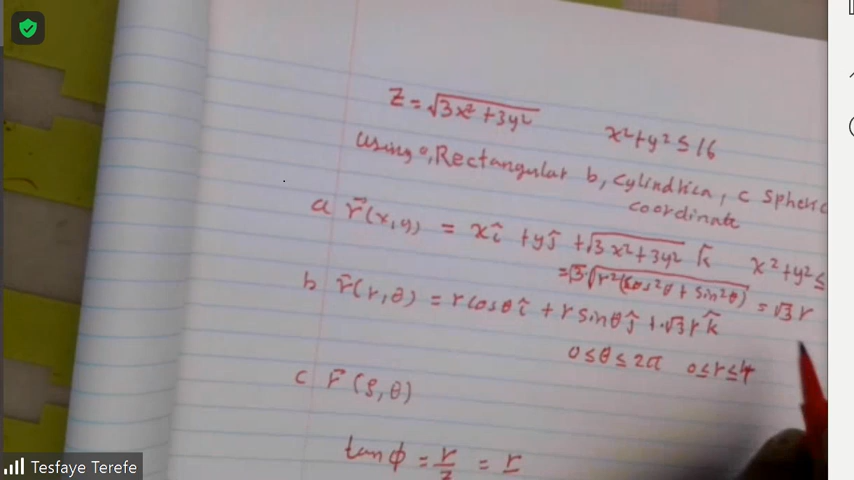 z = √3x² + 3y²  x² + y² ≤ 16
using a, Rectangular b, cylindrica, c spheric
coordinate
a r⃗(x, y) = xî + yĵ + √3x² + 3y² k̂  x² + y² ≤
= √3 √r²(cos²θ + sin²θ) = √3 r
b r⃗(r, θ) = r cosθ î + r sinθ ĵ + √3 r k̂
0 ≤ θ ≤ 2π  0 ≤ r ≤ 4
c r⃗(ρ, θ)
tan ϕ = r/z = r
Tesfaye Terefe